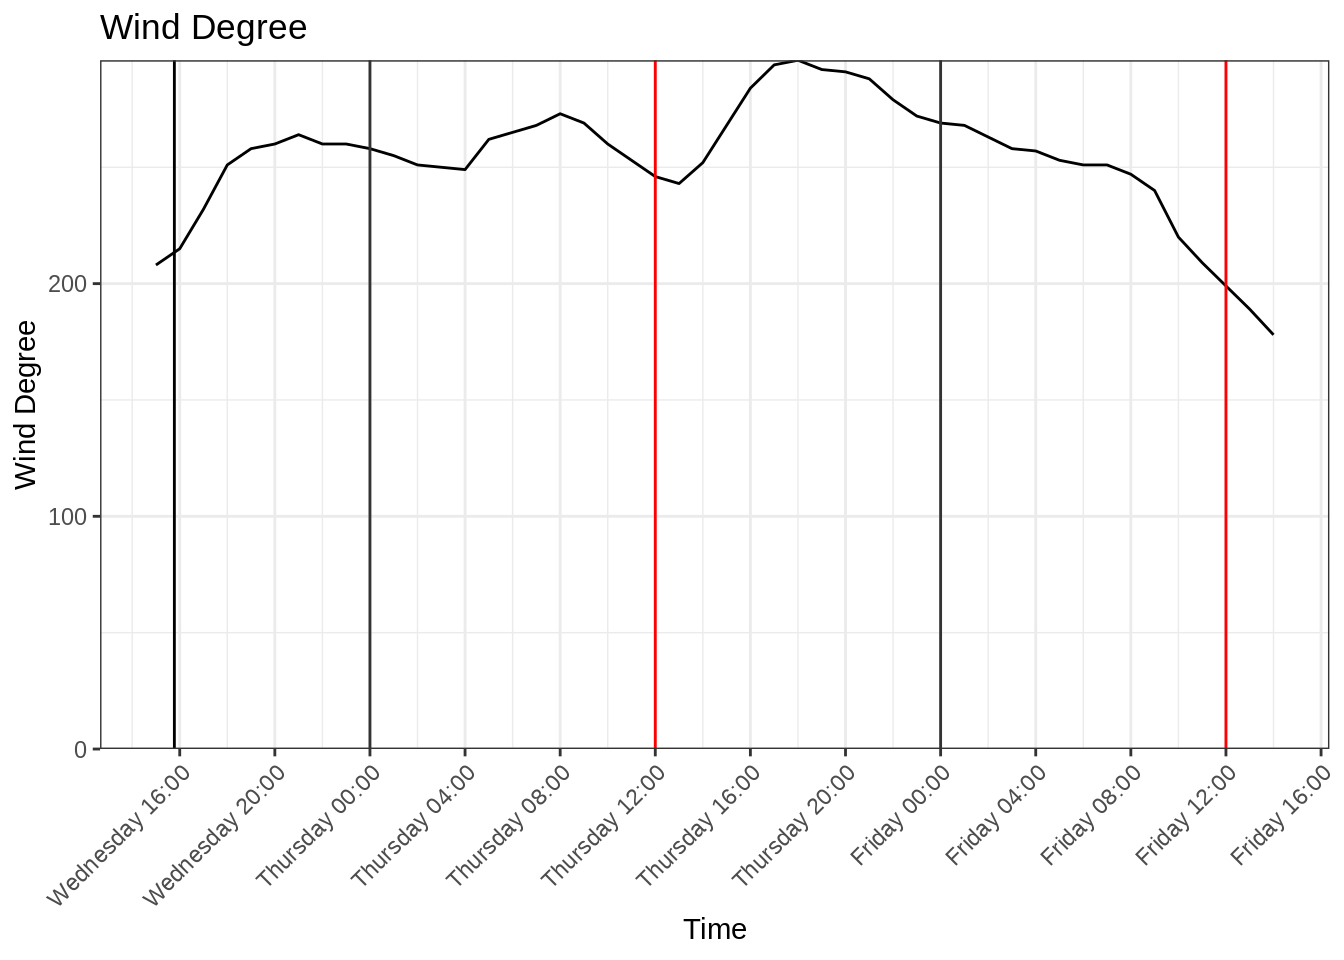 Wind Degree
Wind Degree
200
100
0
Wednesday 16:00
Wednesday 20:00
Thursday 00:00
Thursday 04:00
Thursday 08:00
Thursday 12:00
Thursday 16:00
Thursday 20:00
Friday 00:00
Friday 04:00
Friday 08:00
Friday 12:00
Friday 16:00
Time